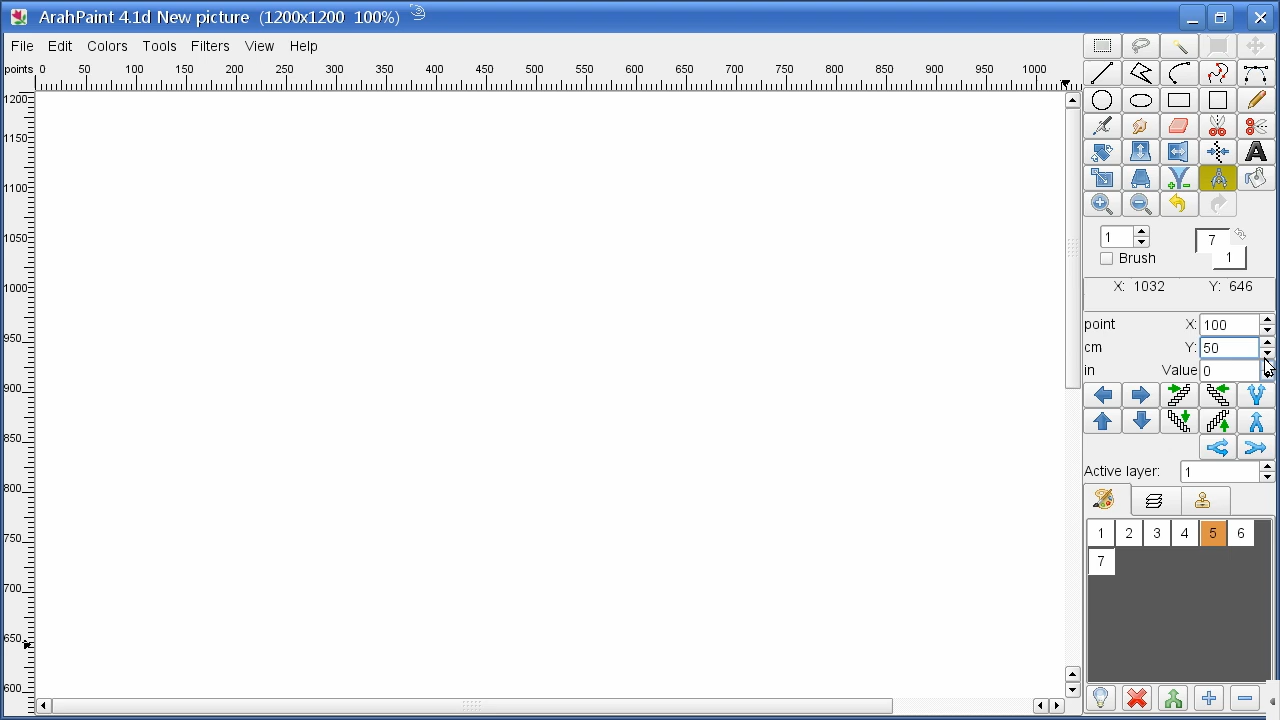 ArahPaint 4.1d New picture (1200x1200 100%)
File Edit Colors Tools Filters View Help
points 0 50 100 150 200 250 300 350 400 450 500 550 600 650 700 750 800 850 900 950 1000
1200
1150
1100
1050
1000
950
900
850
800
750
700
650
600
A
1
Brush
7
1
X: 1032 Y: 646
point X: 100
cm Y: 50
in Value 0
Active layer: 1
1 2 3 4 5 6
7